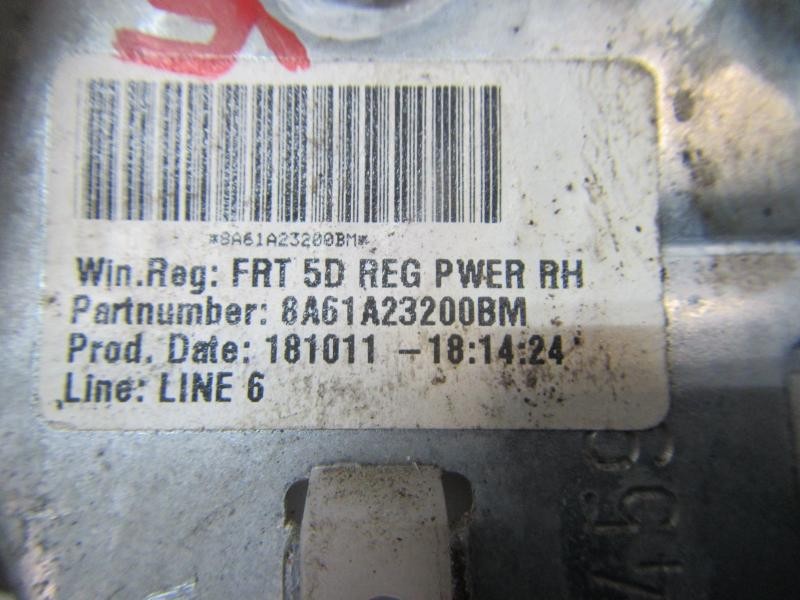 *8A61A23200BM*
Win.Reg: FRT 5D REG PWER RH
Partnumber: 8A61A23200BM
Prod. Date: 181011 -18:14:24
Line: LINE 6